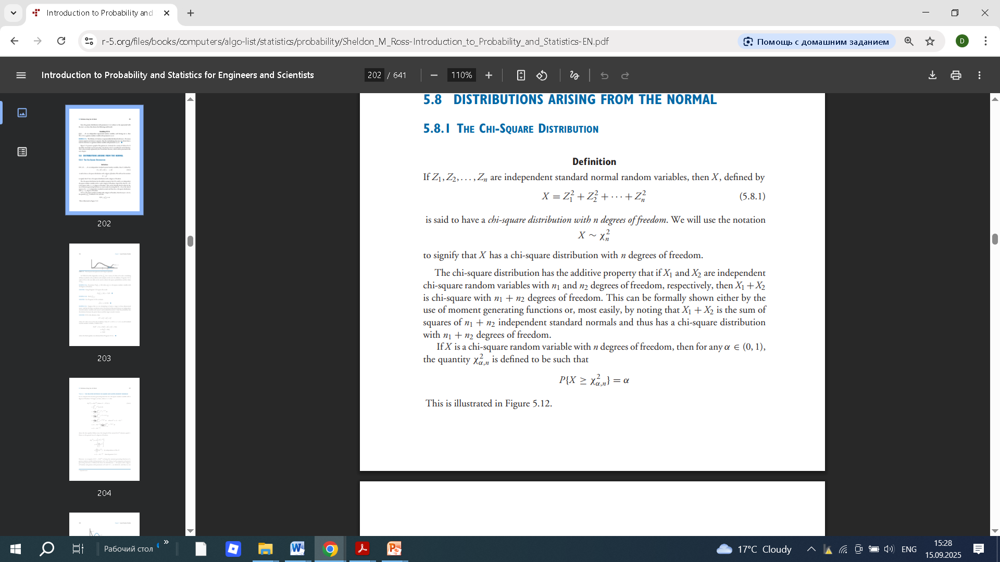 Introduction to Probability and
r-5.org/files/books/computers/algo-list/statistics/probability/Sheldon_M_Ross-Introduction_to_Probability_and_Statistics-EN.pdf
Помощь с домашним заданием
D
Introduction to Probability and Statistics for Engineers and Scientists
202 / 641
110%
202
203
204
5.8 DISTRIBUTIONS ARISING FROM THE NORMAL
5.8.1 The Chi-Square Distribution
Definition
If Z₁, Z₂, . . . , Zₙ are independent standard normal random variables, then X, defined by
X = Z₁² + Z₂² + · · · + Zₙ² (5.8.1)
is said to have a chi-square distribution with n degrees of freedom. We will use the notation
X ∼ χₙ²
to signify that X has a chi-square distribution with n degrees of freedom.
The chi-square distribution has the additive property that if X₁ and X₂ are independent
chi-square random variables with n₁ and n₂ degrees of freedom, respectively, then X₁ + X₂
is chi-square with n₁ + n₂ degrees of freedom. This can be formally shown either by the
use of moment generating functions or, most easily, by noting that X₁ + X₂ is the sum of
squares of n₁ + n₂ independent standard normals and thus has a chi-square distribution
with n₁ + n₂ degrees of freedom.
If X is a chi-square random variable with n degrees of freedom, then for any α ∈ (0, 1),
the quantity χ²α,n is defined to be such that
P{X ≥ χ²α,n} = α
This is illustrated in Figure 5.12.
Рабочий стол
17°C Cloudy
ENG
15:28
15.09.2025